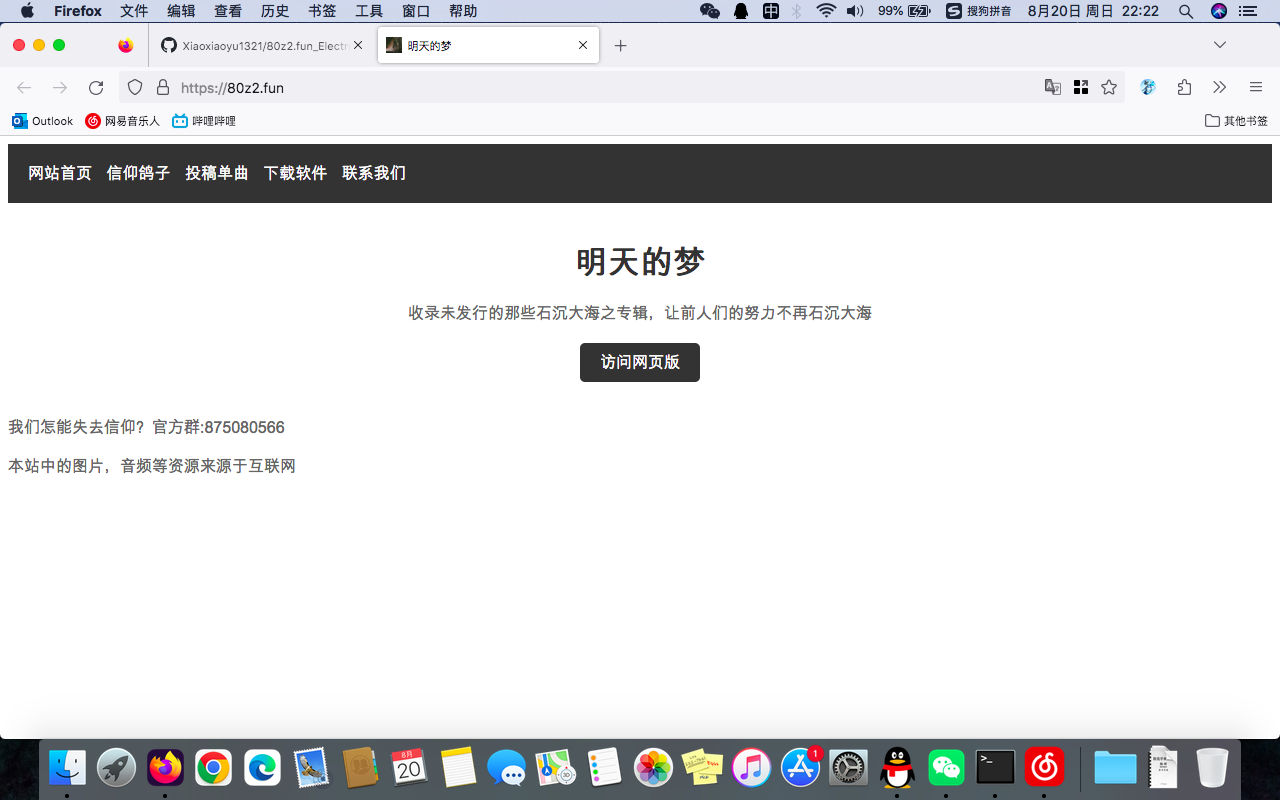 Firefox 文件 编辑 查看 历史 书签 工具 窗口 帮助 中 99% S 搜狗拼音 8月20日 周日 22:22
Xiaoxiaoyu1321/80z2.fun_Electr 明天的梦
https://80z2.fun
Outlook 网易音乐人 哔哩哔哩 其他书签
网站首页 信仰鸽子 投稿单曲 下载软件 联系我们
明天的梦
收录未发行的那些石沉大海之专辑，让前人们的努力不再石沉大海
访问网页版
我们怎能失去信仰？官方群:875080566
本站中的图片，音频等资源来源于互联网
8月
20
1
>_